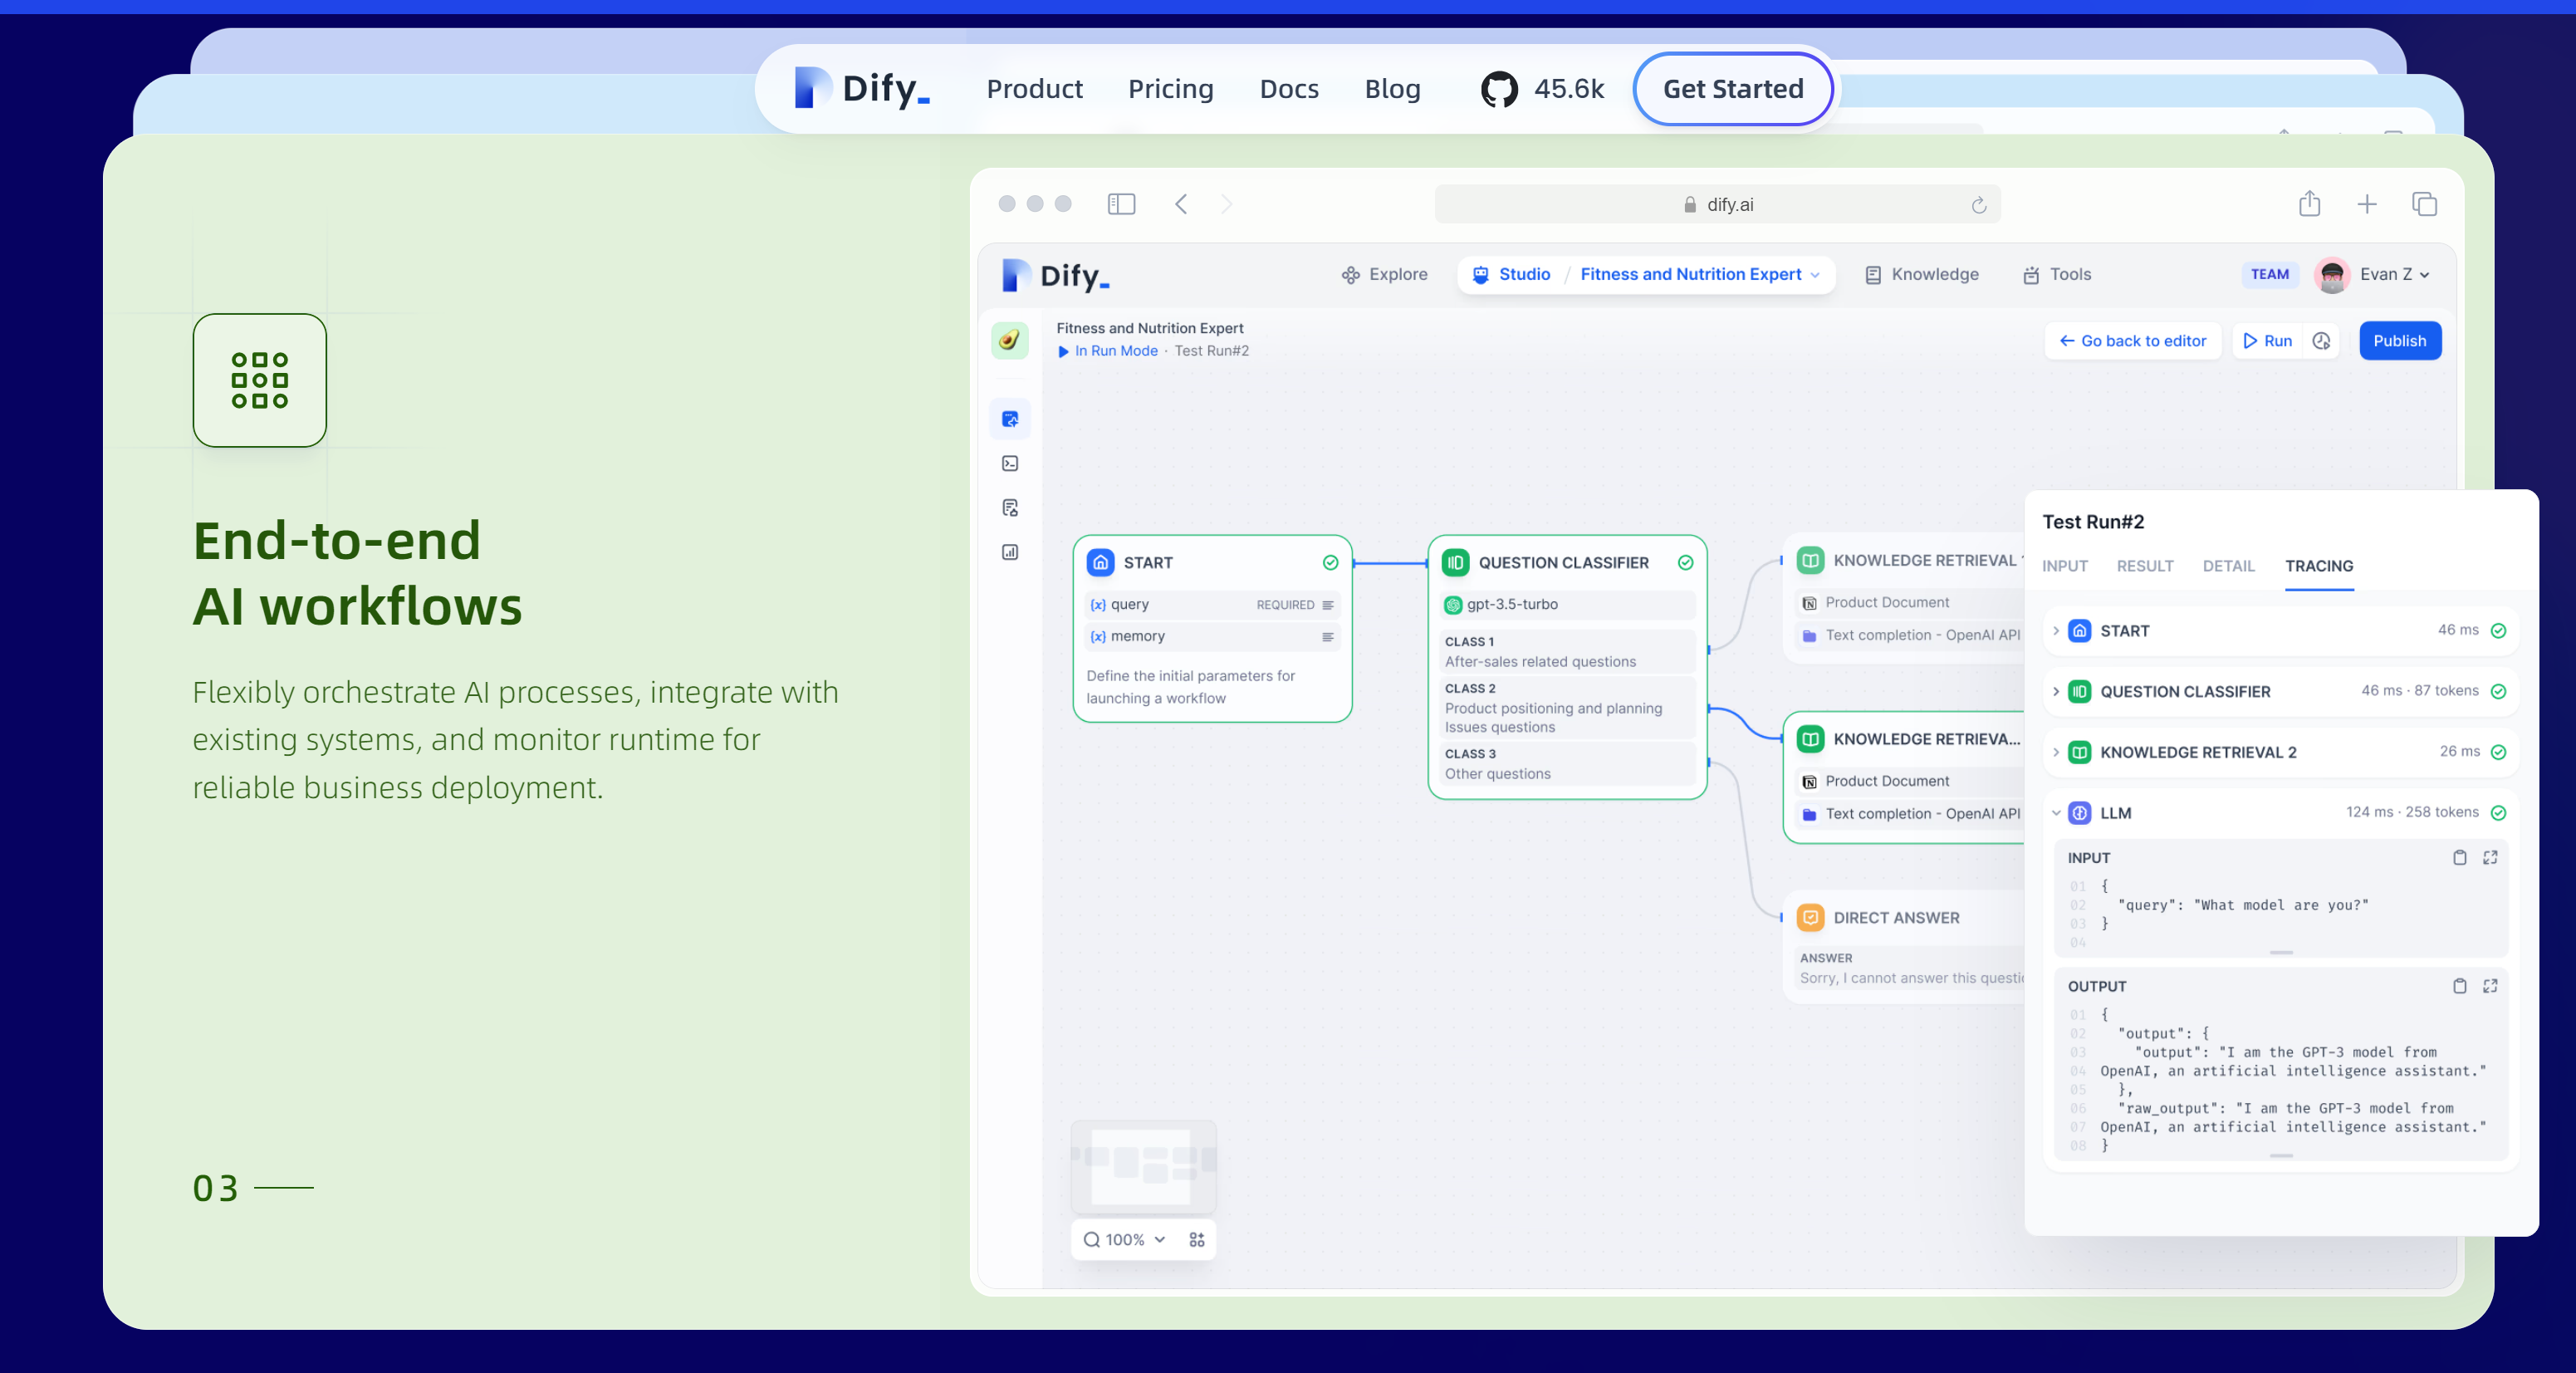 Dify_
Product
Pricing
Docs
Blog
45.6k
Get Started
End-to-end
AI workflows
Flexibly orchestrate AI processes, integrate with
existing systems, and monitor runtime for
reliable business deployment.
03
dify.ai
Dify_
Explore
Studio / Fitness and Nutrition Expert
Knowledge
Tools
TEAM
Evan Z
Fitness and Nutrition Expert
In Run Mode · Test Run#2
Go back to editor
Run
Publish
START
{x} query REQUIRED
{x} memory
Define the initial parameters for
launching a workflow
QUESTION CLASSIFIER
gpt-3.5-turbo
CLASS 1
After-sales related questions
CLASS 2
Product positioning and planning
Issues questions
CLASS 3
Other questions
KNOWLEDGE RETRIEVAL
Product Document
Text completion - OpenAI API
KNOWLEDGE RETRIEVA...
Product Document
Text completion - OpenAI API
DIRECT ANSWER
ANSWER
Sorry, I cannot answer this
100%
Test Run#2
INPUT
RESULT
DETAIL
TRACING
START 46 ms
QUESTION CLASSIFIER 46 ms · 87 tokens
KNOWLEDGE RETRIEVAL 2 26 ms
LLM 124 ms · 258 tokens
INPUT
01 {
02 "query": "What model are you?"
03 }
04
OUTPUT
01 {
02 "output": {
03 "output": "I am the GPT-3 model from
04 OpenAI, an artificial intelligence assistant."
05 },
06 "raw_output": "I am the GPT-3 model from
07 OpenAI, an artificial intelligence assistant."
08 }